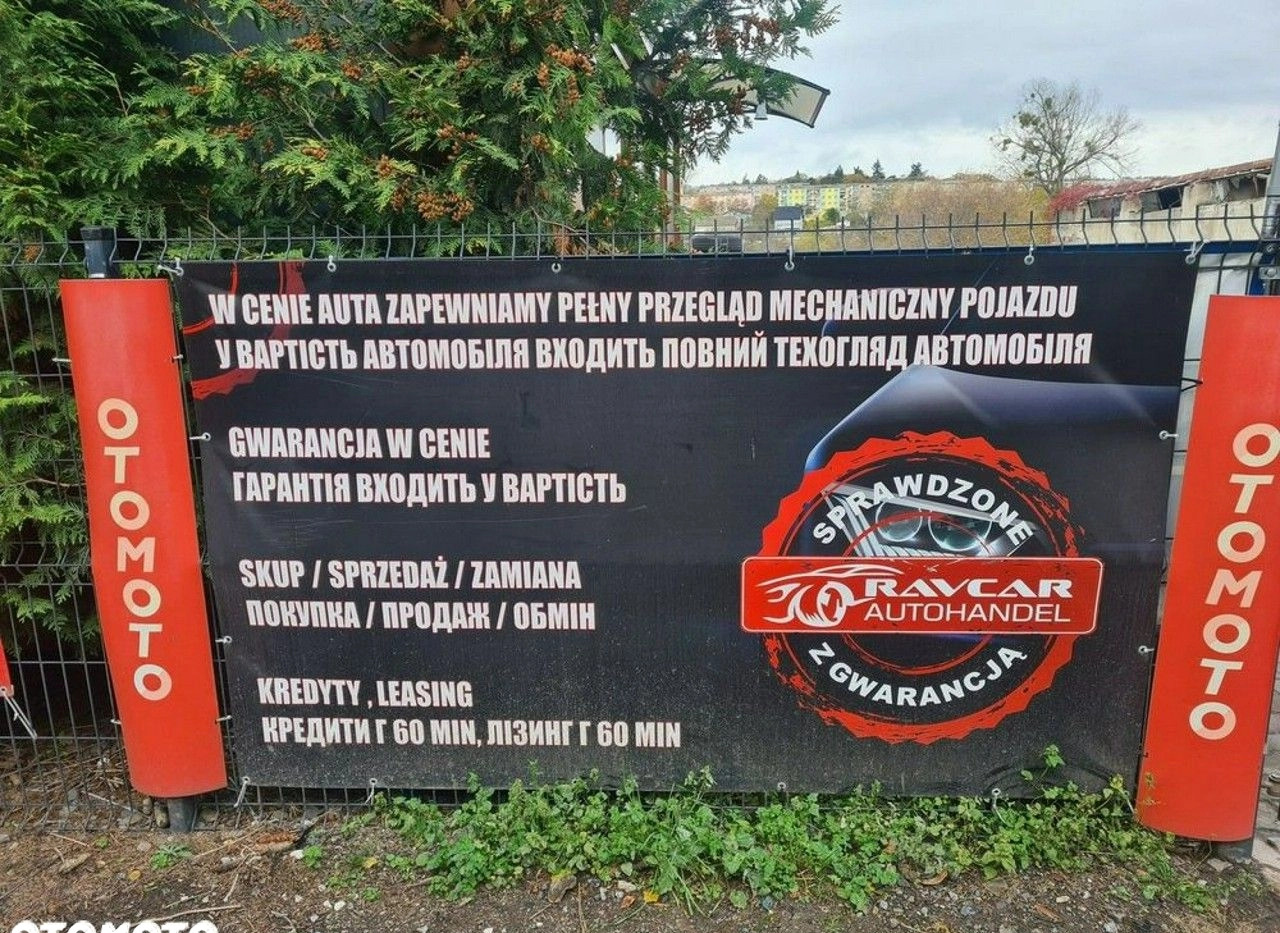 W CENIE AUTA ZAPEWNIAMY PEŁNY PRZEGLĄD MECHANICZNY POJAZDU
У ВАРТІСТЬ АВТОМОБІЛЯ ВХОДИТЬ ПОВНИЙ ТЕХОГЛЯД АВТОМОБІЛЯ
GWARANCJA W CENIE
ГАРАНТІЯ ВХОДИТЬ У ВАРТІСТЬ
SKUP / SPRZEDAŻ / ZAMIANA
ПОКУПКА / ПРОДАЖ / ОБМІН
KREDYTY , LEASING
КРЕДИТИ Г 60 MIN, ЛІЗИНГ Г 60 MIN
SPRAWDZONE
RAVCAR
AUTOHANDEL
Z GWARANCJĄ
OTOMOTO
OTOMOTO
OTOMOTO